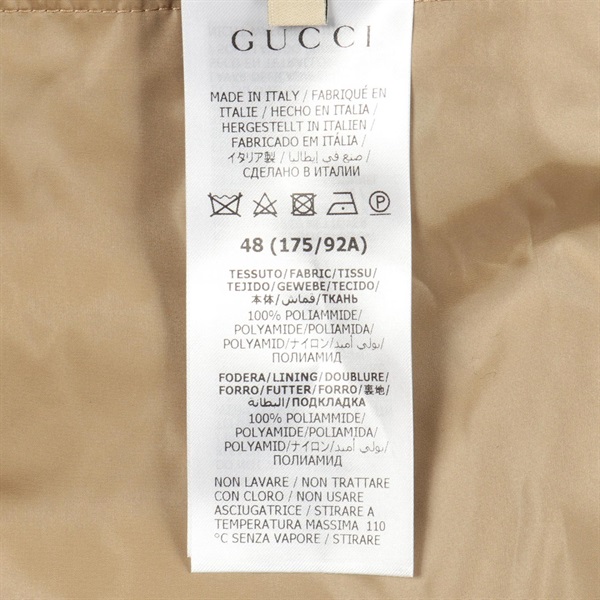 GUCCI
MADE IN ITALY / FABRIQUÉ EN
ITALIE / HECHO EN ITALIA /
HERGESTELLT IN ITALIEN /
FABRICADO EM ITÁLIA /
イタリア製 / صنع في إيطاليا /
СДЕЛАНО В ИТАЛИИ
P
48 (175/92A)
TESSUTO/FABRIC/TISSU/
TEJIDO/GEWEBE/TECIDO/
本体/قماش/ТКАНЬ
100% POLIAMMIDE/
POLYAMIDE/POLIAMIDA/
POLYAMID/ナイロン/بولي أميد/
ПОЛИАМИД
FODERA/LINING/DOUBLURE/
FORRO/FUTTER/FORRO/裏地/
البطانة/ПОДКЛАДКА
100% POLIAMMIDE/
POLYAMIDE/POLIAMIDA/
POLYAMID/ナイロン/بولي أميد/
ПОЛИАМИД
NON LAVARE / NON TRATTARE
CON CLORO / NON USARE
ASCIUGATRICE / STIRARE A
TEMPERATURA MASSIMA 110
°C SENZA VAPORE / STIRARE